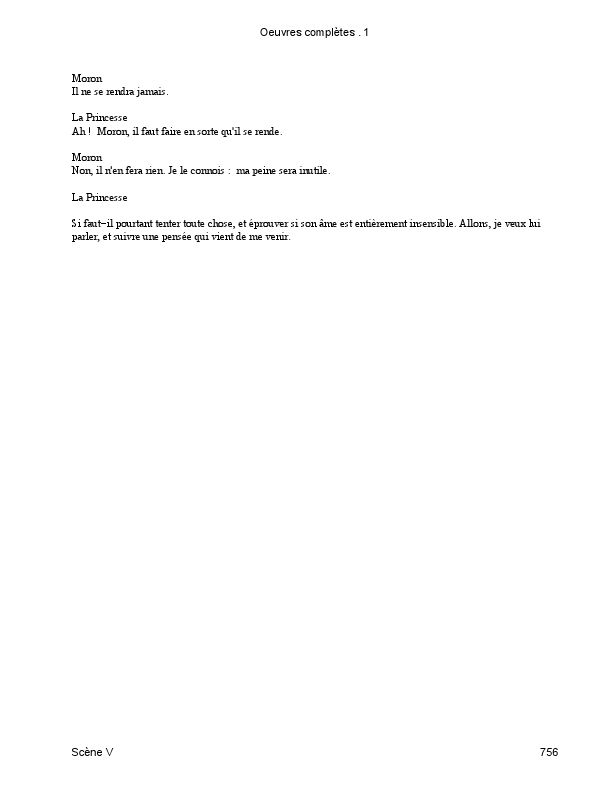 Oeuvres complètes . 1
Moron
Il ne se rendra jamais.
La Princesse
Ah !  Moron, il faut faire en sorte qu'il se rende.
Moron
Non, il n'en fera rien. Je le connois :  ma peine sera inutile.
La Princesse
Si faut−il pourtant tenter toute chose, et éprouver si son âme est entièrement insensible. Allons, je veux lui
parler, et suivre une pensée qui vient de me venir.
Scène V
756